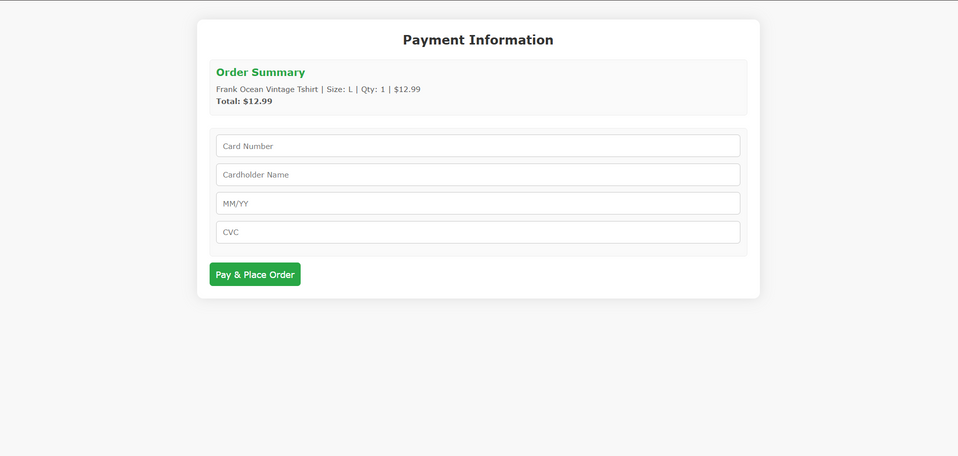 Payment Information
Order Summary
Frank Ocean Vintage Tshirt | Size: L | Qty: 1 | $12.99
Total: $12.99
Card Number
Cardholder Name
MM/YY
CVC
Pay & Place Order